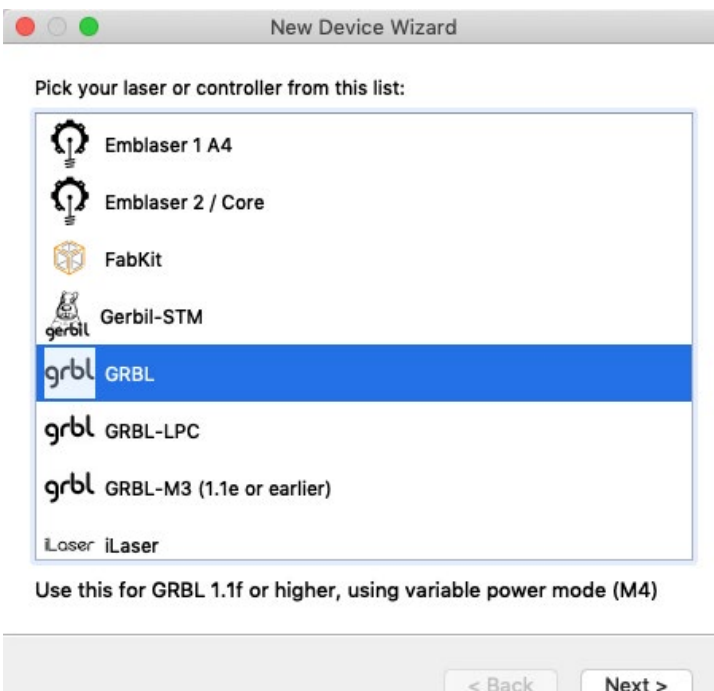 New Device Wizard
Pick your laser or controller from this list:
Emblaser 1 A4
Emblaser 2 / Core
FabKit
gerbil Gerbil-STM
grbl GRBL
grbl GRBL-LPC
grbl GRBL-M3 (1.1e or earlier)
iLaser iLaser
Use this for GRBL 1.1f or higher, using variable power mode (M4)
< Back Next >